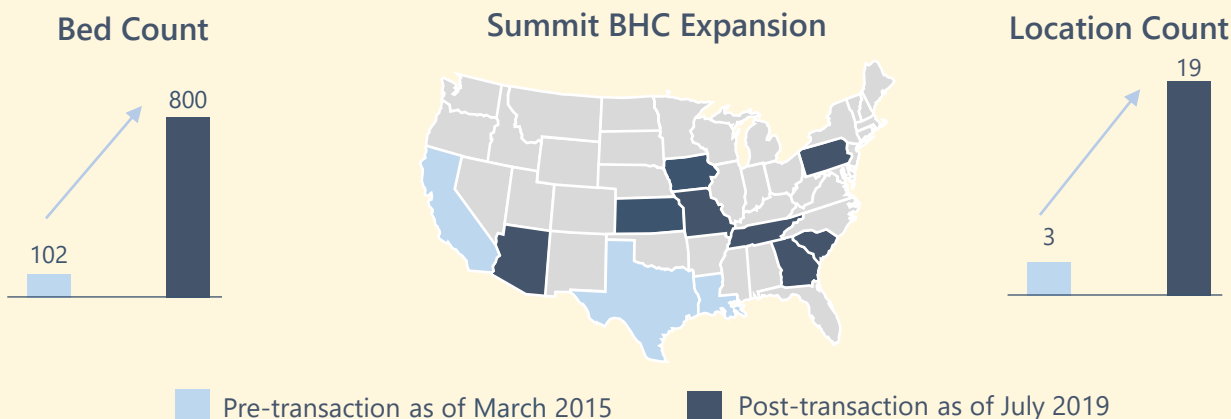 Bed Count
800
102
Summit BHC Expansion
Location Count
19
3
Pre-transaction as of March 2015
Post-transaction as of July 2019